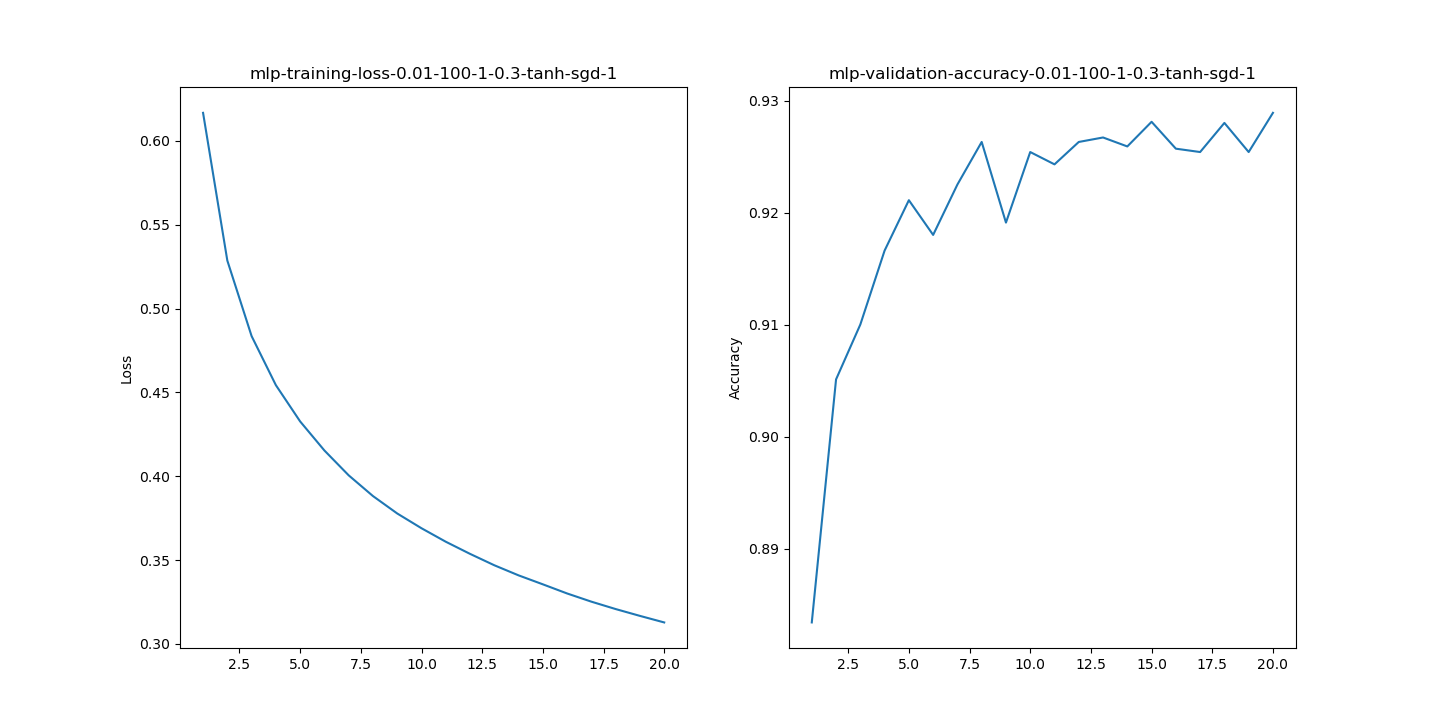 mlp-training-loss-0.01-100-1-0.3-tanh-sgd-1
Loss
0.60
0.55
0.50
0.45
0.40
0.35
0.30
2.5 5.0 7.5 10.0 12.5 15.0 17.5 20.0
mlp-validation-accuracy-0.01-100-1-0.3-tanh-sgd-1
Accuracy
0.93
0.92
0.91
0.90
0.89
2.5 5.0 7.5 10.0 12.5 15.0 17.5 20.0